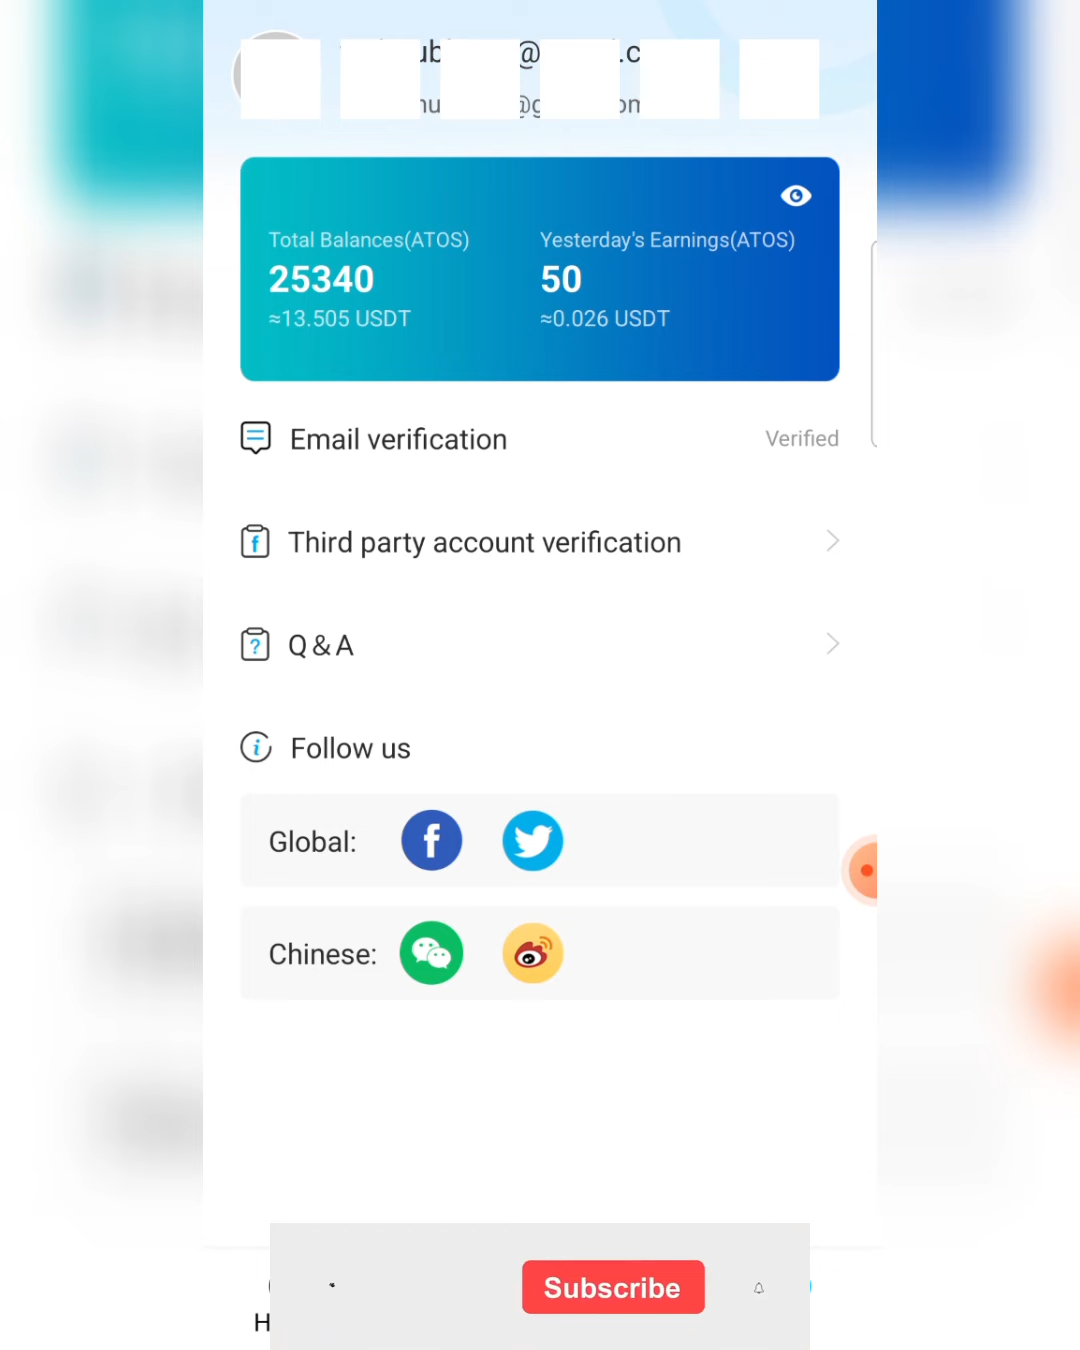 Total Balances(ATOS) Yesterday's Earnings(ATOS)
25340 50
≈13.505 USDT ≈0.026 USDT
Email verification Verified
Third party account verification
Q & A
Follow us
Global:
Chinese:
Subscribe